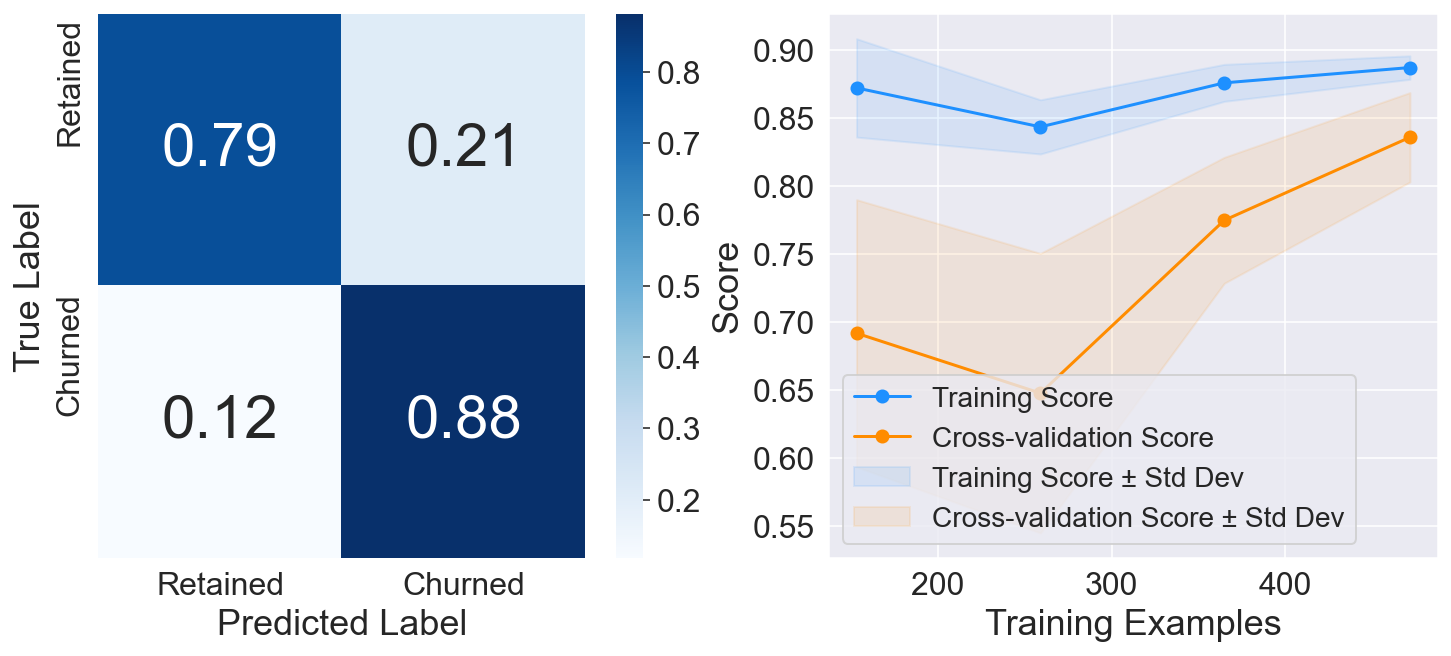 True Label
Retained
Churned
0.79
0.21
0.12
0.88
Retained
Churned
Predicted Label
0.8
0.7
0.6
0.5
0.4
0.3
0.2
Score
0.90
0.85
0.80
0.75
0.70
0.65
0.60
0.55
Training Score
Cross-validation Score
Training Score ± Std Dev
Cross-validation Score ± Std Dev
200
300
400
Training Examples